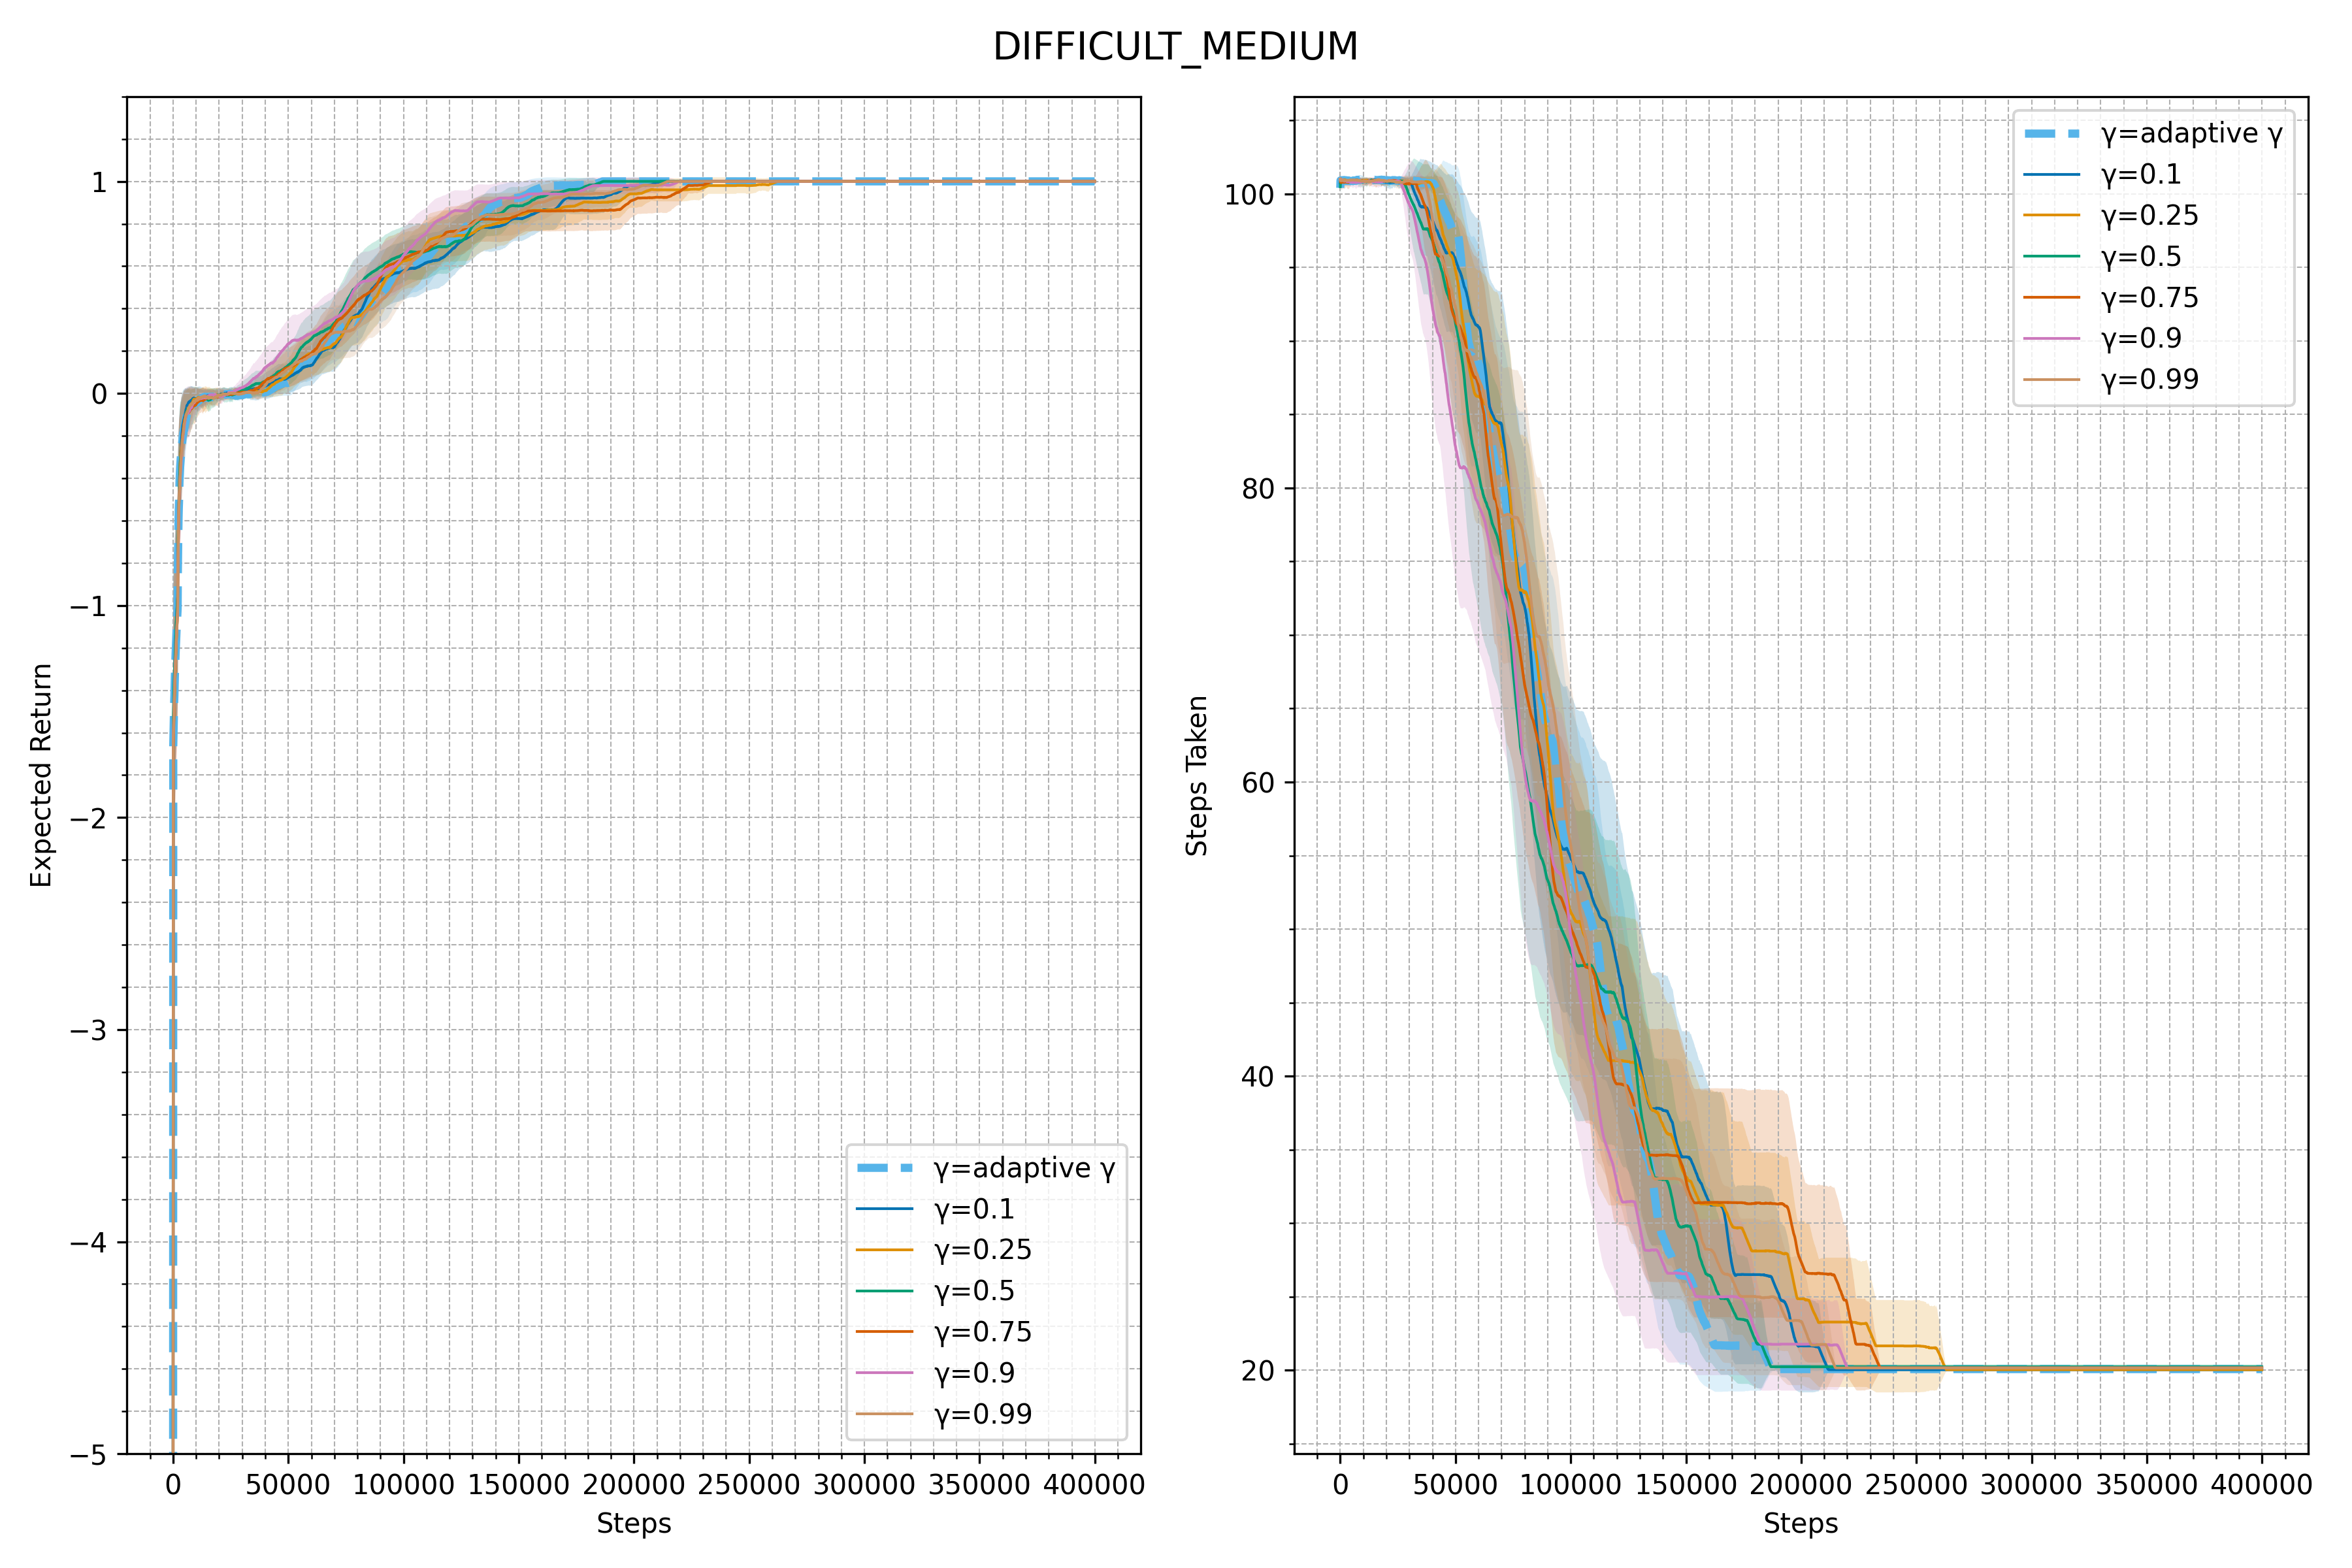 DIFFICULT_MEDIUM
Expected Return
1
0
−1
−2
−3
−4
−5
0 50000 100000 150000 200000 250000 300000 350000 400000
Steps
γ=adaptive γ
γ=0.1
γ=0.25
γ=0.5
γ=0.75
γ=0.9
γ=0.99
Steps Taken
100
80
60
40
20
0 50000 100000 150000 200000 250000 300000 350000 400000
Steps
γ=adaptive γ
γ=0.1
γ=0.25
γ=0.5
γ=0.75
γ=0.9
γ=0.99